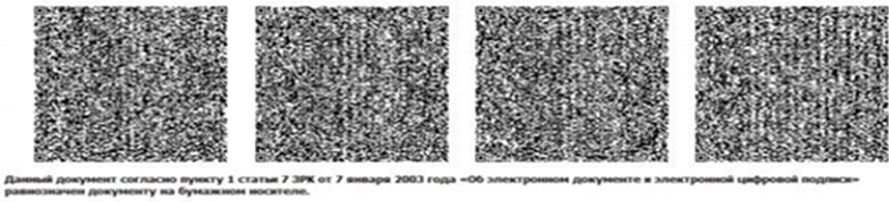 Данный документ согласно пункту 1 статьи 7 ЗРК от 7 января 2003 года «Об электронном документе и электронной цифровой подписи»
равнозначен документу на бумажном носителе.